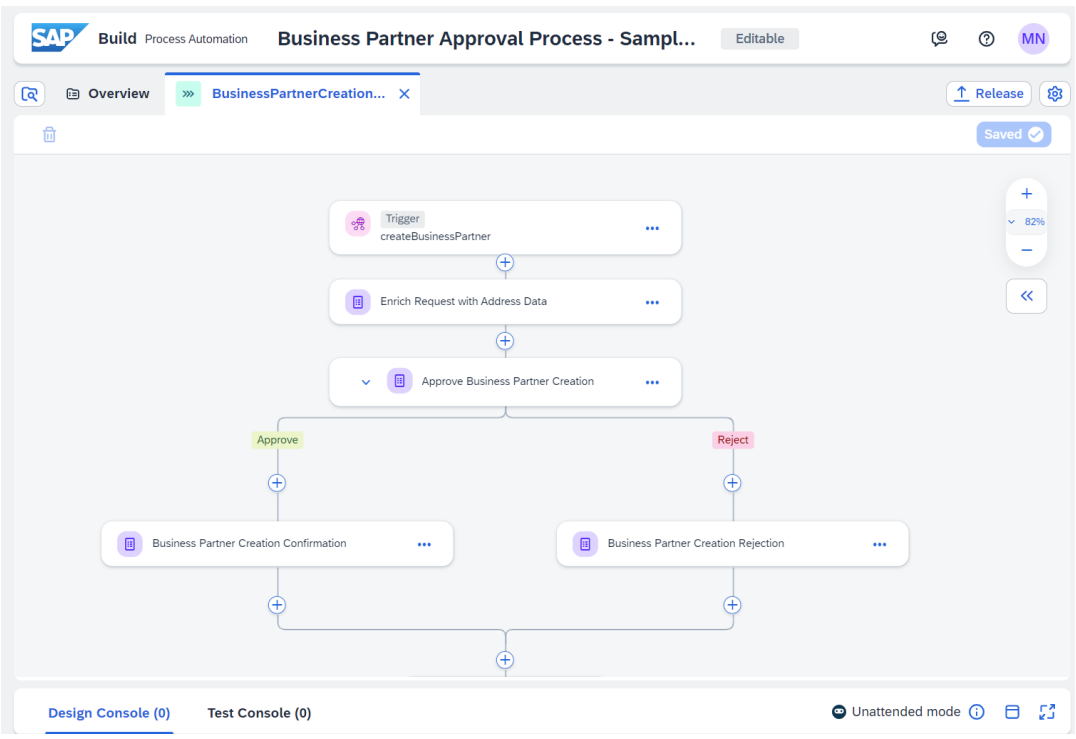 SAP Build Process Automation Business Partner Approval Process - Sampl... Editable MN
Overview BusinessPartnerCreation... Release
Saved
Trigger
createBusinessPartner
82%
Enrich Request with Address Data
Approve Business Partner Creation
Approve Reject
Business Partner Creation Confirmation Business Partner Creation Rejection
Design Console (0) Test Console (0) Unattended mode